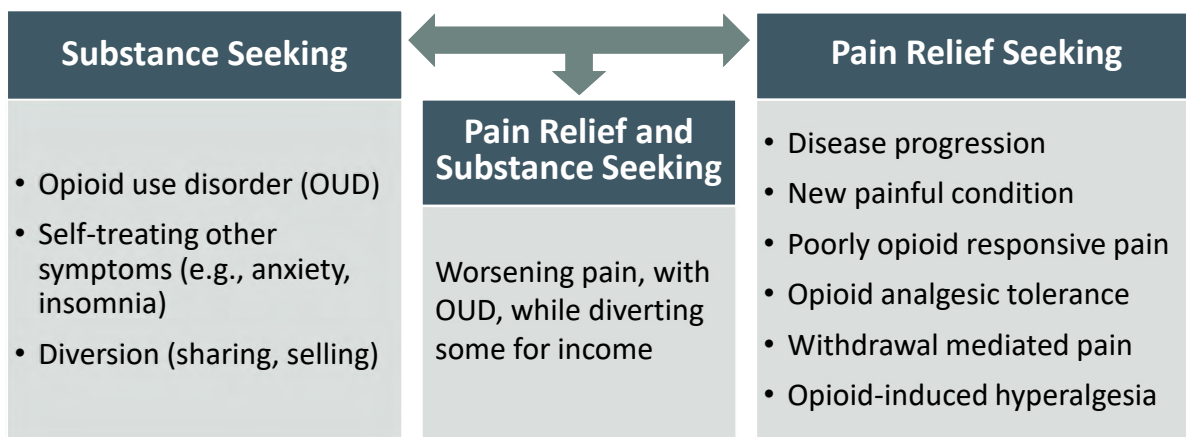 Substance Seeking
• Opioid use disorder (OUD)
• Self-treating other
symptoms (e.g., anxiety,
insomnia)
• Diversion (sharing, selling)
Pain Relief and
Substance Seeking
Worsening pain, with
OUD, while diverting
some for income
Pain Relief Seeking
• Disease progression
• New painful condition
• Poorly opioid responsive pain
• Opioid analgesic tolerance
• Withdrawal mediated pain
• Opioid-induced hyperalgesia